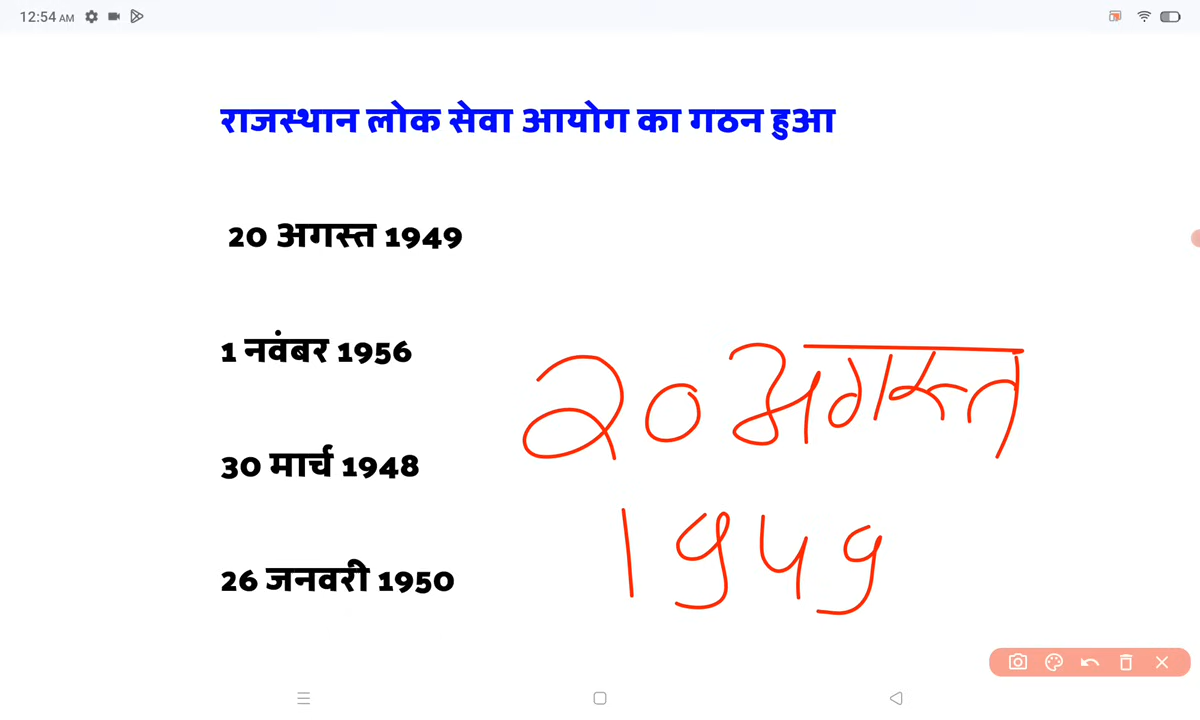 12:54 AM
राजस्थान लोक सेवा आयोग का गठन हुआ
20 अगस्त 1949
1 नवंबर 1956
30 मार्च 1948
26 जनवरी 1950
20 अगस्त
1949